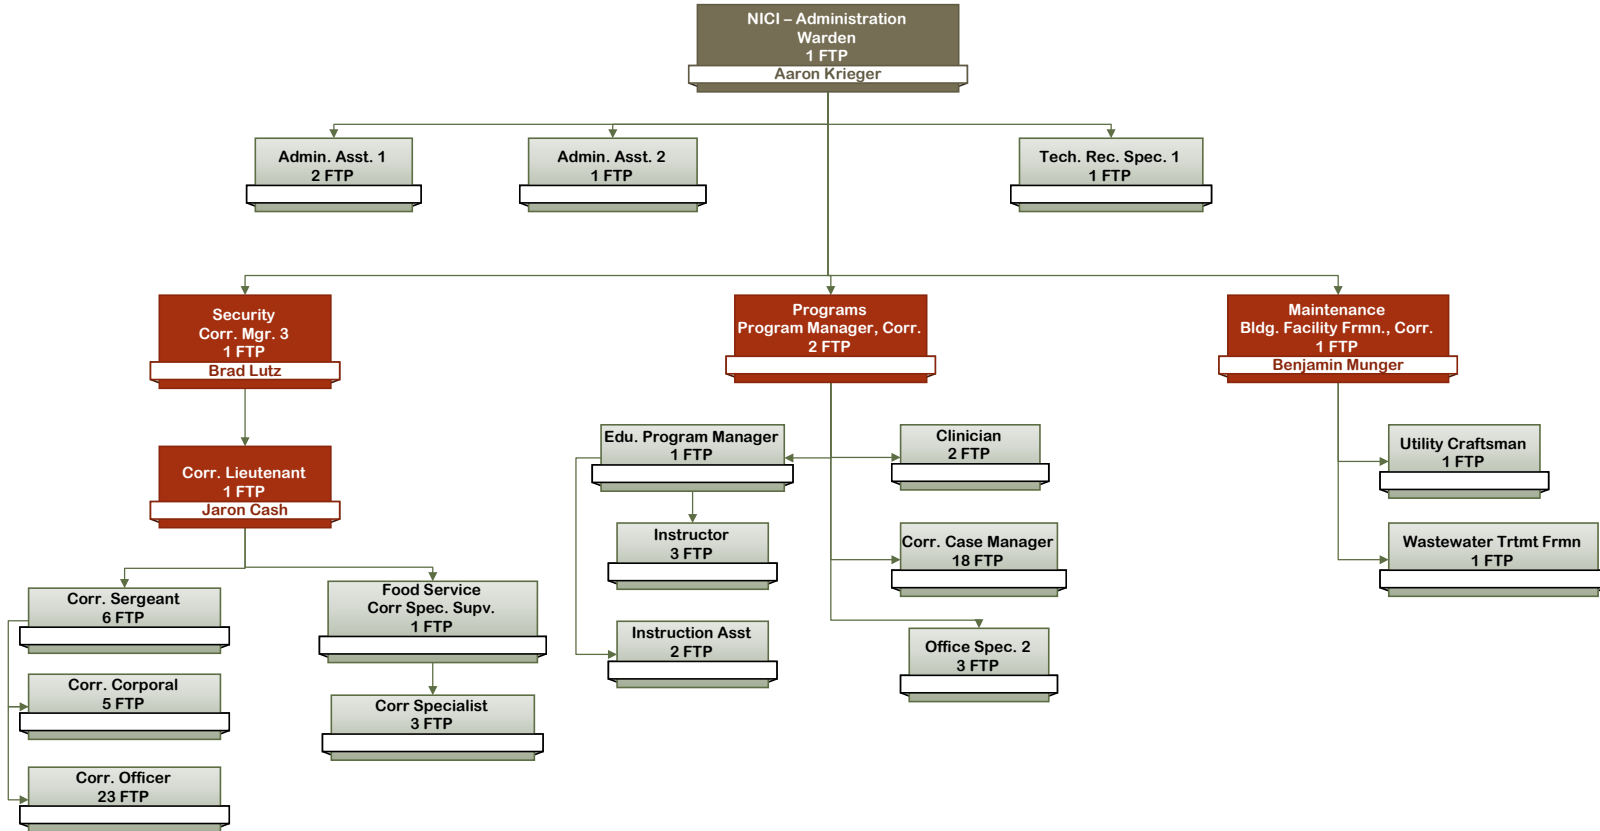 NICI – Administration
Warden
1 FTP
Aaron Krieger
Admin. Asst. 1
2 FTP
Admin. Asst. 2
1 FTP
Tech. Rec. Spec. 1
1 FTP
Security
Corr. Mgr. 3
1 FTP
Brad Lutz
Programs
Program Manager, Corr.
2 FTP
Maintenance
Bldg. Facility Frmn., Corr.
1 FTP
Benjamin Munger
Corr. Lieutenant
1 FTP
Jaron Cash
Corr. Sergeant
6 FTP
Corr. Corporal
5 FTP
Corr. Officer
23 FTP
Food Service
Corr Spec. Supv.
1 FTP
Corr Specialist
3 FTP
Edu. Program Manager
1 FTP
Instructor
3 FTP
Instruction Asst
2 FTP
Clinician
2 FTP
Corr. Case Manager
18 FTP
Office Spec. 2
3 FTP
Utility Craftsman
1 FTP
Wastewater Trtmt Frmn
1 FTP